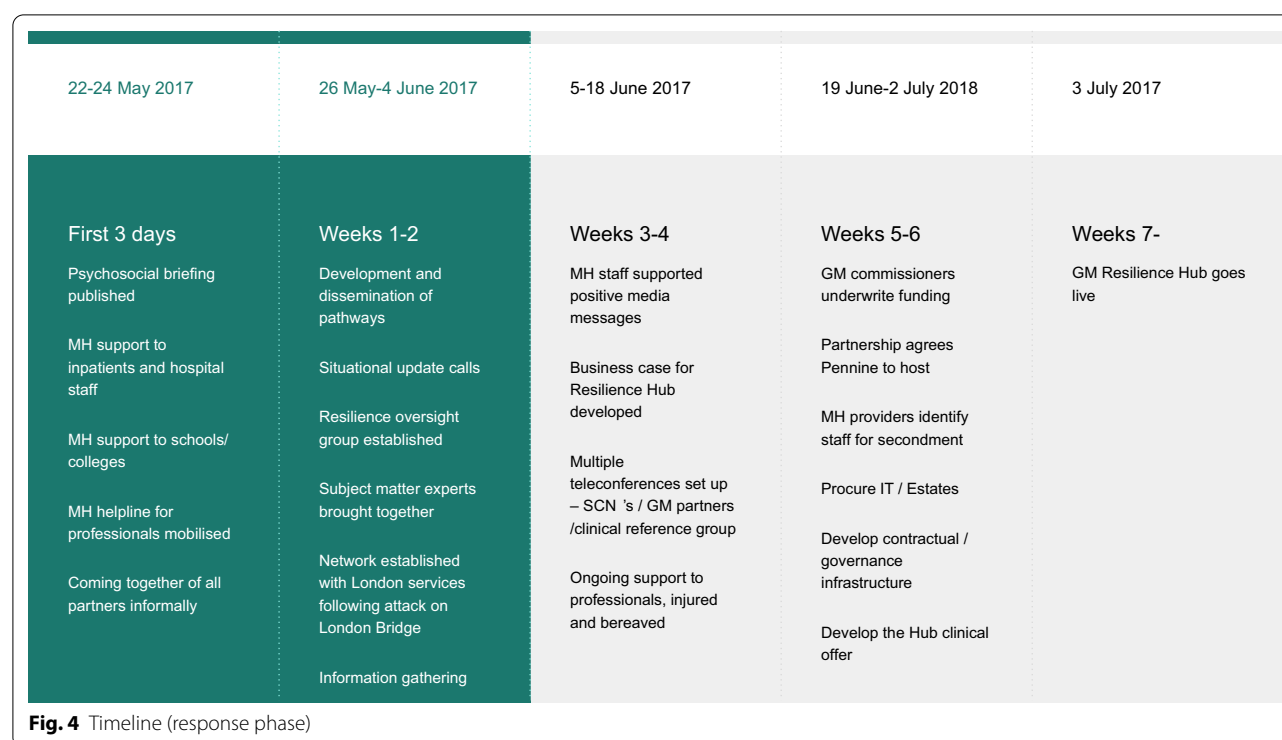 22-24 May 2017
26 May-4 June 2017
5-18 June 2017
19 June-2 July 2018
3 July 2017
First 3 days
Psychosocial briefing
published
MH support to
inpatients and hospital
staff
MH support to schools/
colleges
MH helpline for
professionals mobilised
Coming together of all
partners informally
Weeks 1-2
Development and
dissemination of
pathways
Situational update calls
Resilience oversight
group established
Subject matter experts
brought together
Network established
with London services
following attack on
London Bridge
Information gathering
Weeks 3-4
MH staff supported
positive media
messages
Business case for
Resilience Hub
developed
Multiple
teleconferences set up
– SCN 's / GM partners
/clinical reference group
Ongoing support to
professionals, injured
and bereaved
Weeks 5-6
GM commissioners
underwrite funding
Partnership agrees
Pennine to host
MH providers identify
staff for secondment
Procure IT / Estates
Develop contractual /
governance
infrastructure
Develop the Hub clinical
offer
Weeks 7-
GM Resilience Hub goes
live
Fig. 4 Timeline (response phase)